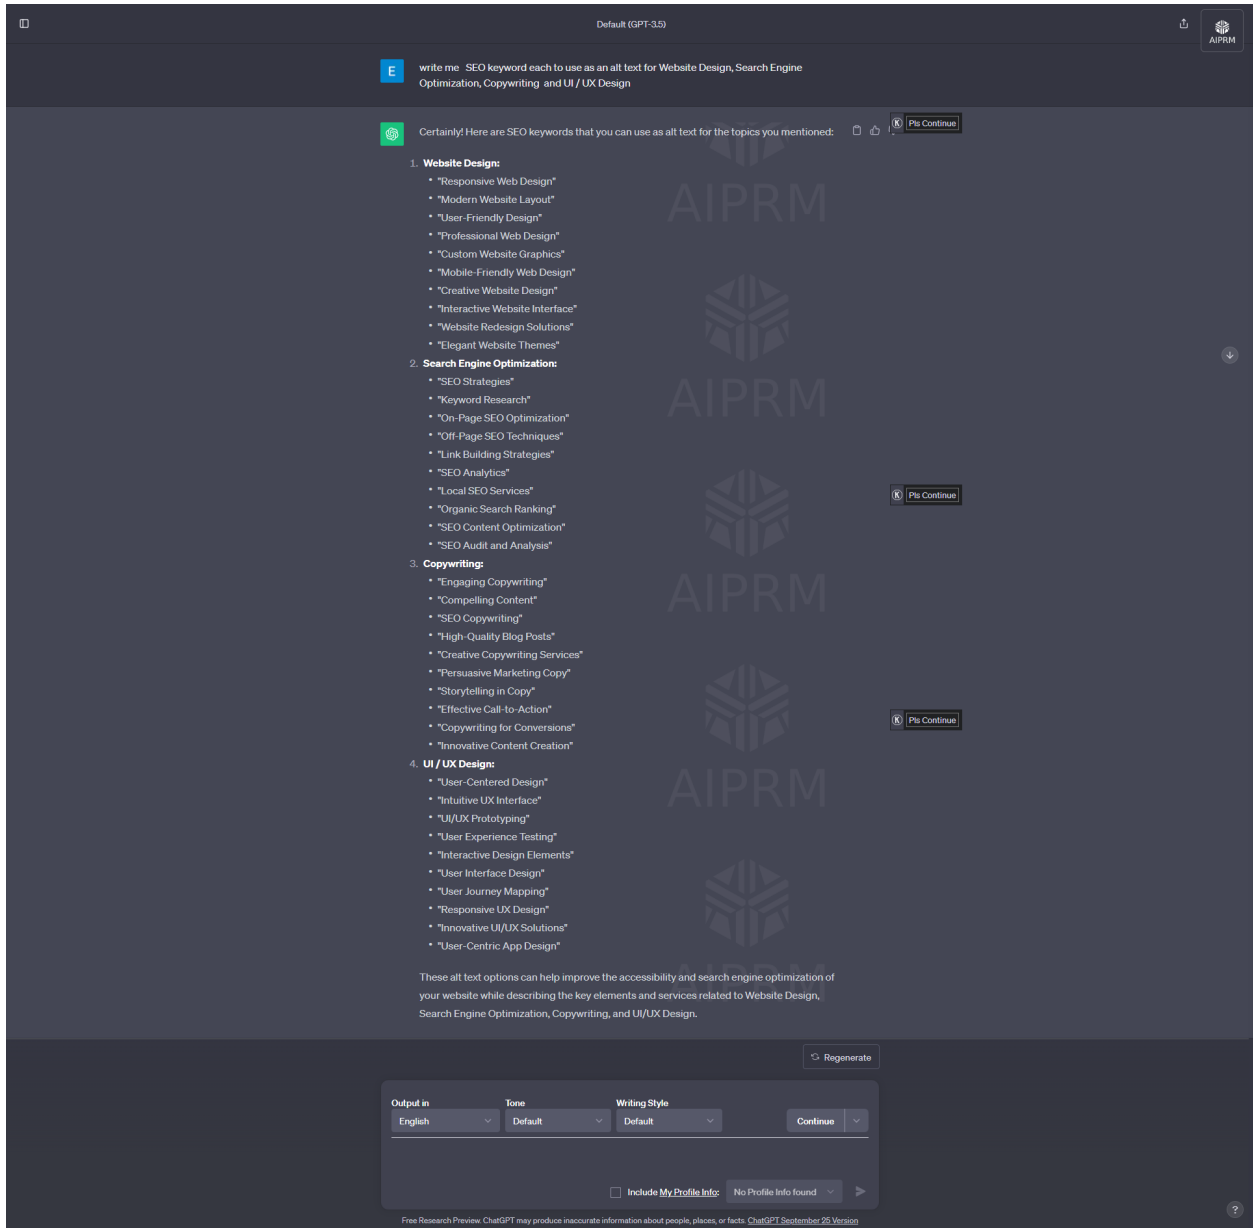 Default (GPT-3.5)
AIPRM
E
write me   SEO keyword each to use as an alt text for Website Design, Search Engine
Optimization, Copywriting  and UI / UX Design
Certainly! Here are SEO keywords that you can use as alt text for the topics you mentioned:
K Pls Continue
1. Website Design:
• "Responsive Web Design"
• "Modern Website Layout"
• "User-Friendly Design"
• "Professional Web Design"
• "Custom Website Graphics"
• "Mobile-Friendly Web Design"
• "Creative Website Design"
• "Interactive Website Interface"
• "Website Redesign Solutions"
• "Elegant Website Themes"
2. Search Engine Optimization:
• "SEO Strategies"
• "Keyword Research"
• "On-Page SEO Optimization"
• "Off-Page SEO Techniques"
• "Link Building Strategies"
• "SEO Analytics"
• "Local SEO Services"
K Pls Continue
• "Organic Search Ranking"
• "SEO Content Optimization"
• "SEO Audit and Analysis"
3. Copywriting:
• "Engaging Copywriting"
• "Compelling Content"
• "SEO Copywriting"
• "High-Quality Blog Posts"
• "Creative Copywriting Services"
• "Persuasive Marketing Copy"
• "Storytelling in Copy"
• "Effective Call-to-Action"
K Pls Continue
• "Copywriting for Conversions"
• "Innovative Content Creation"
4. UI / UX Design:
• "User-Centered Design"
• "Intuitive UX Interface"
• "UI/UX Prototyping"
• "User Experience Testing"
• "Interactive Design Elements"
• "User Interface Design"
• "User Journey Mapping"
• "Responsive UX Design"
• "Innovative UI/UX Solutions"
• "User-Centric App Design"
These alt text options can help improve the accessibility and search engine optimization of
your website while describing the key elements and services related to Website Design,
Search Engine Optimization, Copywriting, and UI/UX Design.
AIPRM
AIPRM
AIPRM
AIPRM
AIPRM
Regenerate
Output in Tone Writing Style
English Default Default Continue
Include My Profile Info: No Profile Info found
Free Research Preview. ChatGPT may produce inaccurate information about people, places, or facts. ChatGPT September 25 Version
?